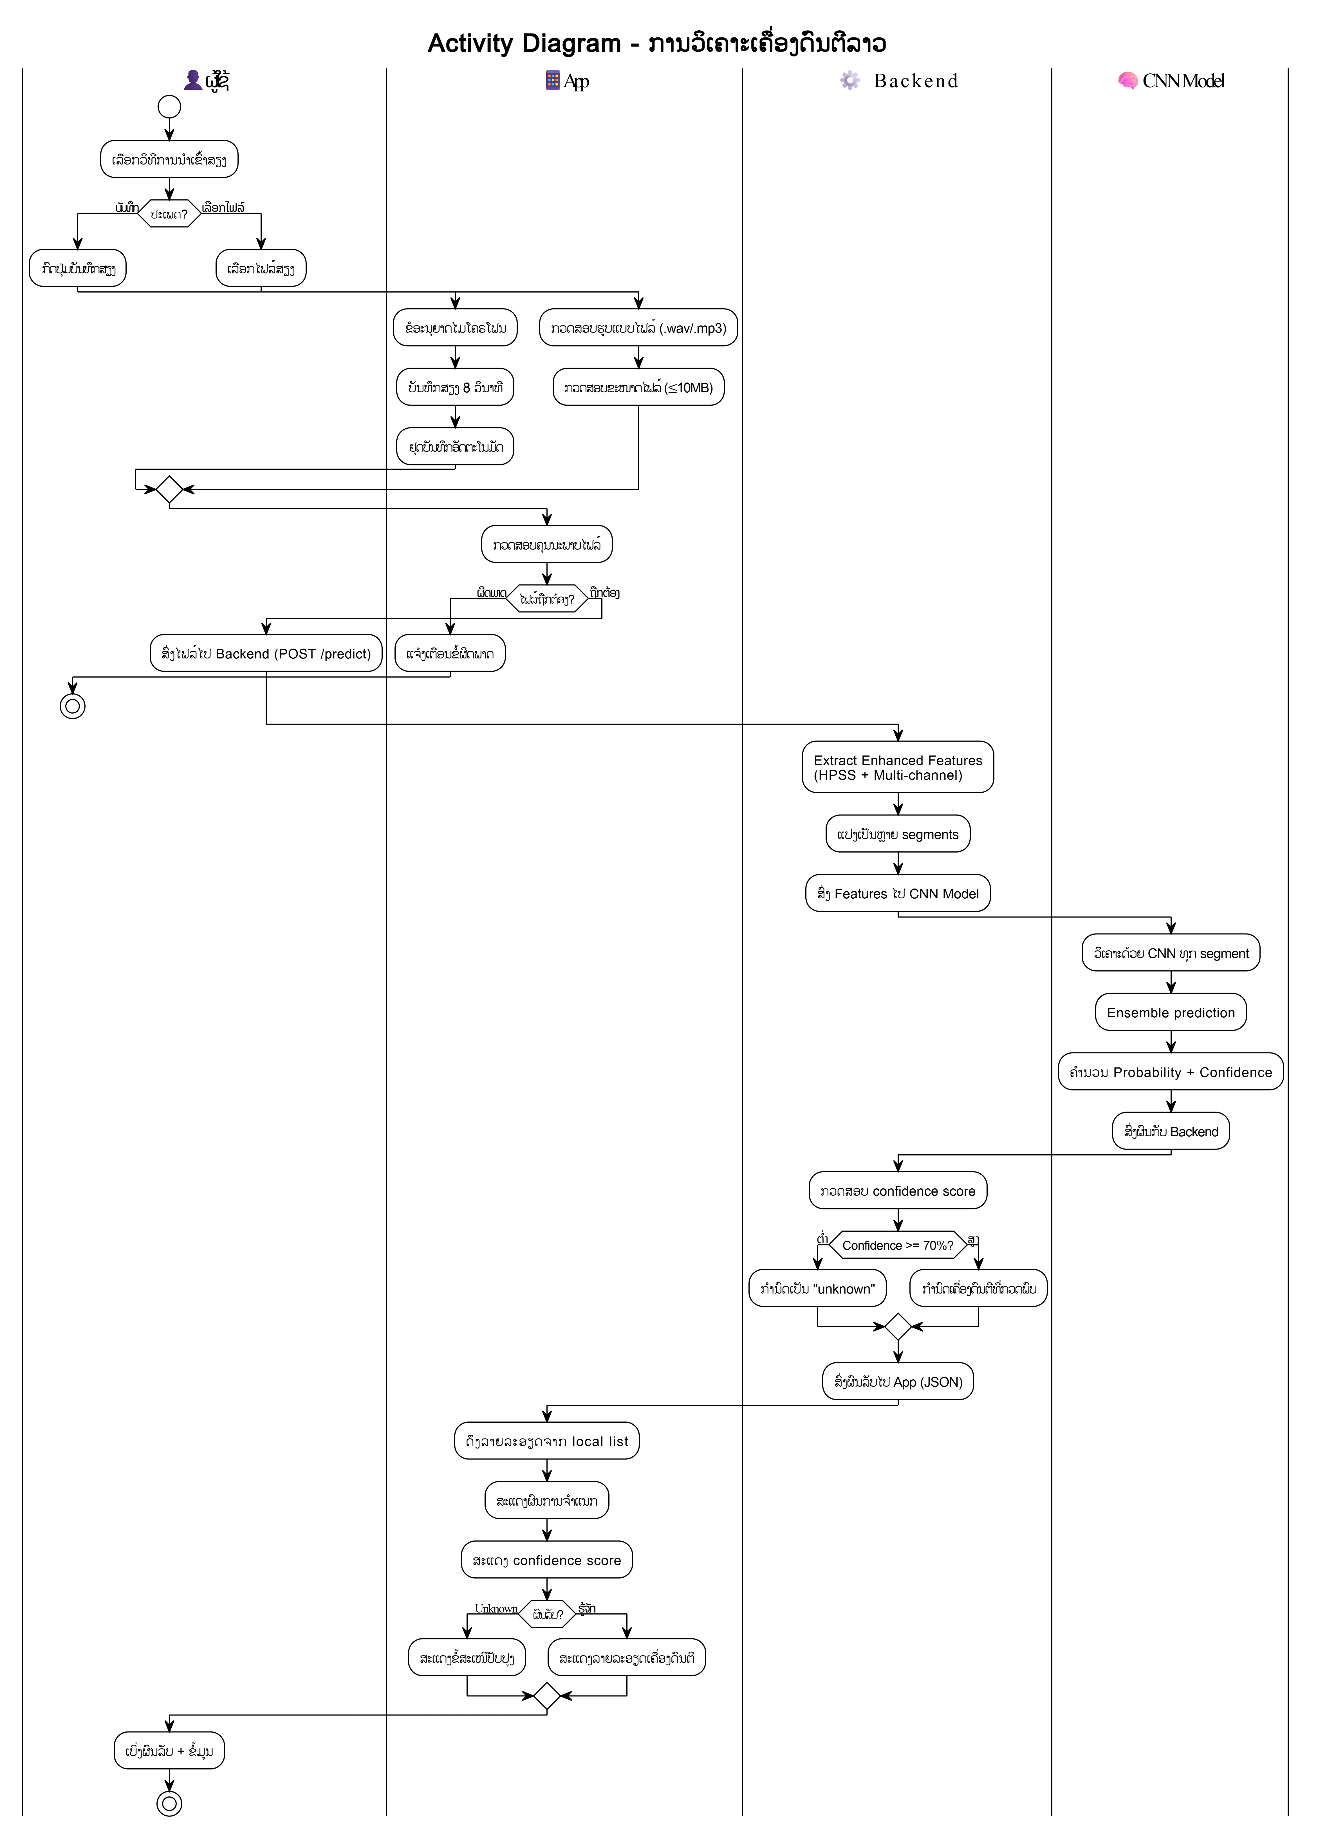 Activity Diagram - ການວິເຄາະເຄື່ອງດົນຕີລາວ
ຜູ້ໃຊ້
App
Backend
CNN Model
ເລືອກວິທີການນຳເຂົ້າສຽງ
ບັນທຶກ
ປະເພດ?
ເລືອກໄຟລ໌
ກົດປຸ່ມບັນທຶກສຽງ
ເລືອກໄຟລ໌ສຽງ
ຂໍອະນຸຍາດໄມໂຄຣໂຟນ
ກວດສອບຮູບແບບໄຟລ໌ (.wav/.mp3)
ບັນທຶກສຽງ 8 ວິນາທີ
ກວດສອບຂະໜາດໄຟລ໌ (≤10MB)
ຢຸດບັນທຶກອັດຕະໂນມັດ
ກວດສອບຄຸນນະພາບໄຟລ໌
ຜິດພາດ
ໄຟລ໌ຖືກຕ້ອງ?
ຖືກຕ້ອງ
ສົ່ງໄຟລ໌ໄປ Backend (POST /predict)
ແຈ້ງເຕືອນຂໍ້ຜິດພາດ
Extract Enhanced Features
(HPSS + Multi-channel)
ແບ່ງເປັນຫຼາຍ segments
ສົ່ງ Features ໄປ CNN Model
ວິເຄາະດ້ວຍ CNN ທຸກ segment
Ensemble prediction
ຄຳນວນ Probability + Confidence
ສົ່ງຜົນກັບ Backend
ກວດສອບ confidence score
ຕ່ຳ
Confidence >= 70%?
ສູງ
ກຳນົດເປັນ "unknown"
ກຳນົດເຄື່ອງດົນຕີທີ່ກວດພົບ
ສົ່ງຜົນລັບໄປ App (JSON)
ດຶງລາຍລະອຽດຈາກ local list
ສະແດງຜົນການຈຳແນກ
ສະແດງ confidence score
Unknown
ຜົນລັບ?
ຮູ້ຈັກ
ສະແດງຂໍ້ສະເໜີປັບປຸງ
ສະແດງລາຍລະອຽດເຄື່ອງດົນຕີ
ເບິ່ງຜົນລັບ + ຂໍ້ມູນ